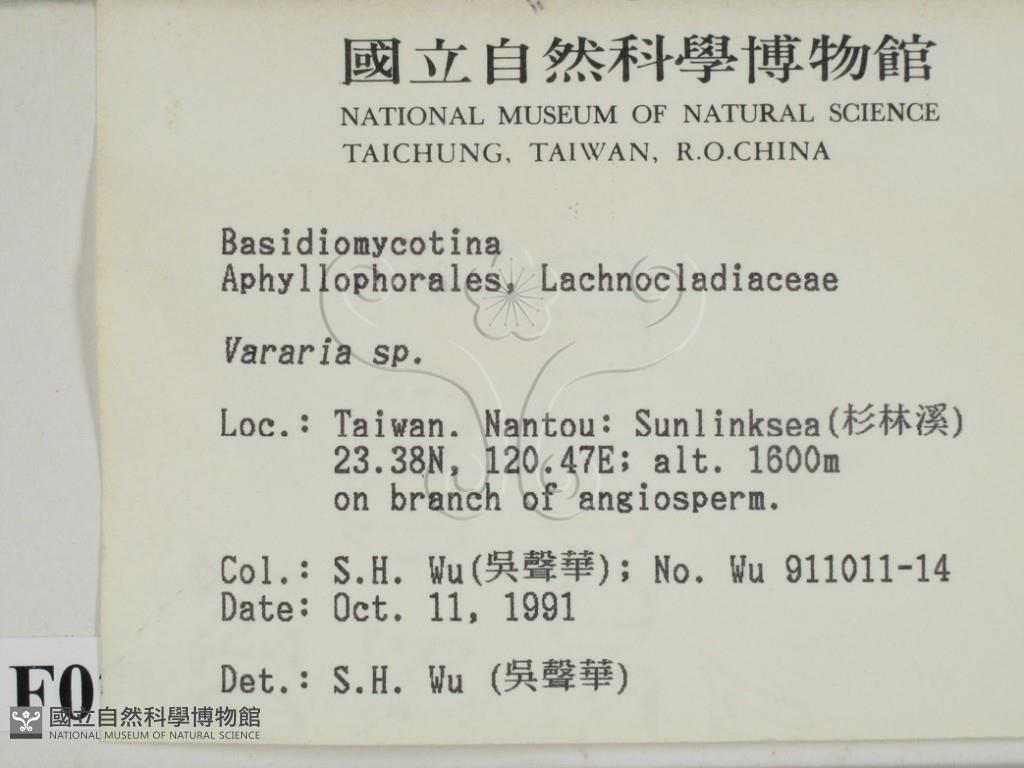 國立自然科學博物館
NATIONAL MUSEUM OF NATURAL SCIENCE
TAICHUNG, TAIWAN, R.O.CHINA
Basidiomycotina
Aphyllophorales, Lachnocladiaceae
Vararia sp.
Loc.: Taiwan. Nantou: Sunlinksea(杉林溪)
23.38N, 120.47E; alt. 1600m
on branch of angiosperm.
Col.: S.H. Wu(吳聲華); No. Wu 911011-14
Date: Oct. 11, 1991
Det.: S.H. Wu (吳聲華)
F0
國立自然科學博物館
NATIONAL MUSEUM OF NATURAL SCIENCE